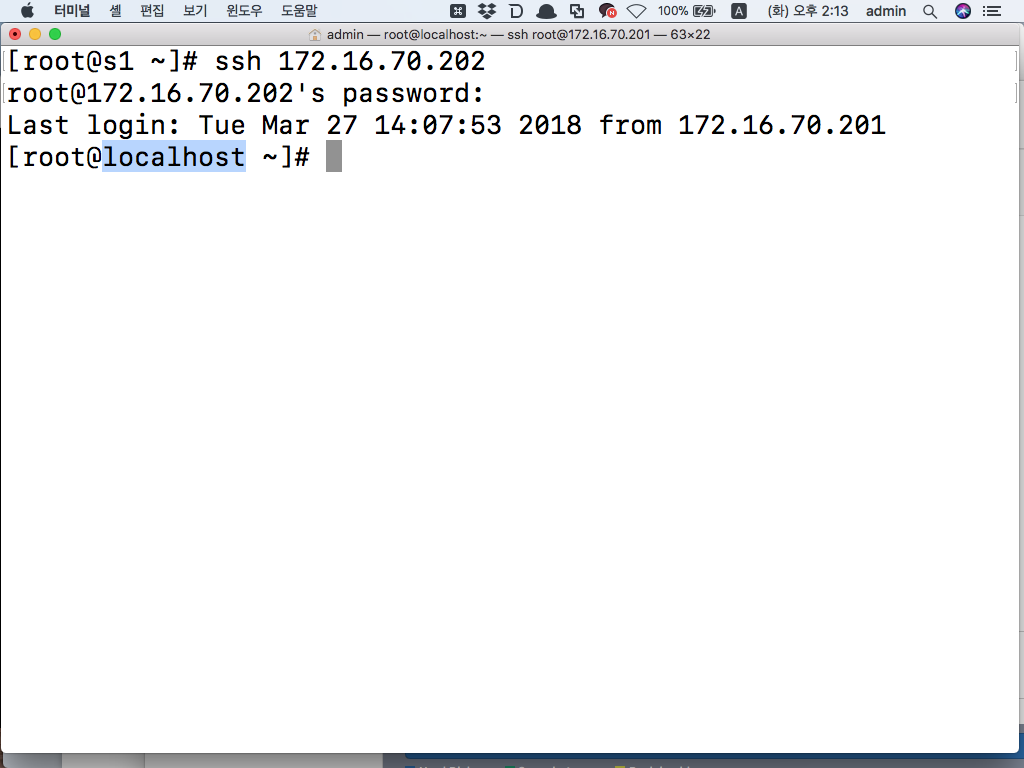 터미널 셸 편집 보기 윈도우 도움말 100% A (화) 오후 2:13 admin
admin — root@localhost:~ — ssh root@172.16.70.201 — 63×22
[root@s1 ~]# ssh 172.16.70.202
root@172.16.70.202's password:
Last login: Tue Mar 27 14:07:53 2018 from 172.16.70.201
[root@localhost ~]#